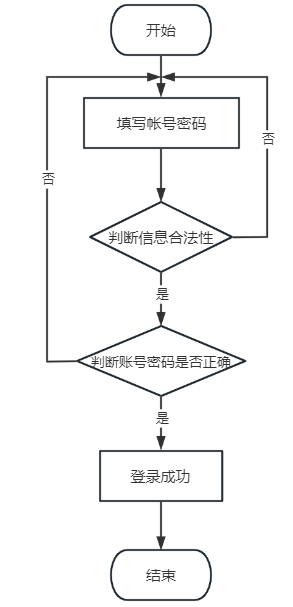 开始
填写帐号密码
否
否
判断信息合法性
是
判断账号密码是否正确
是
登录成功
结束